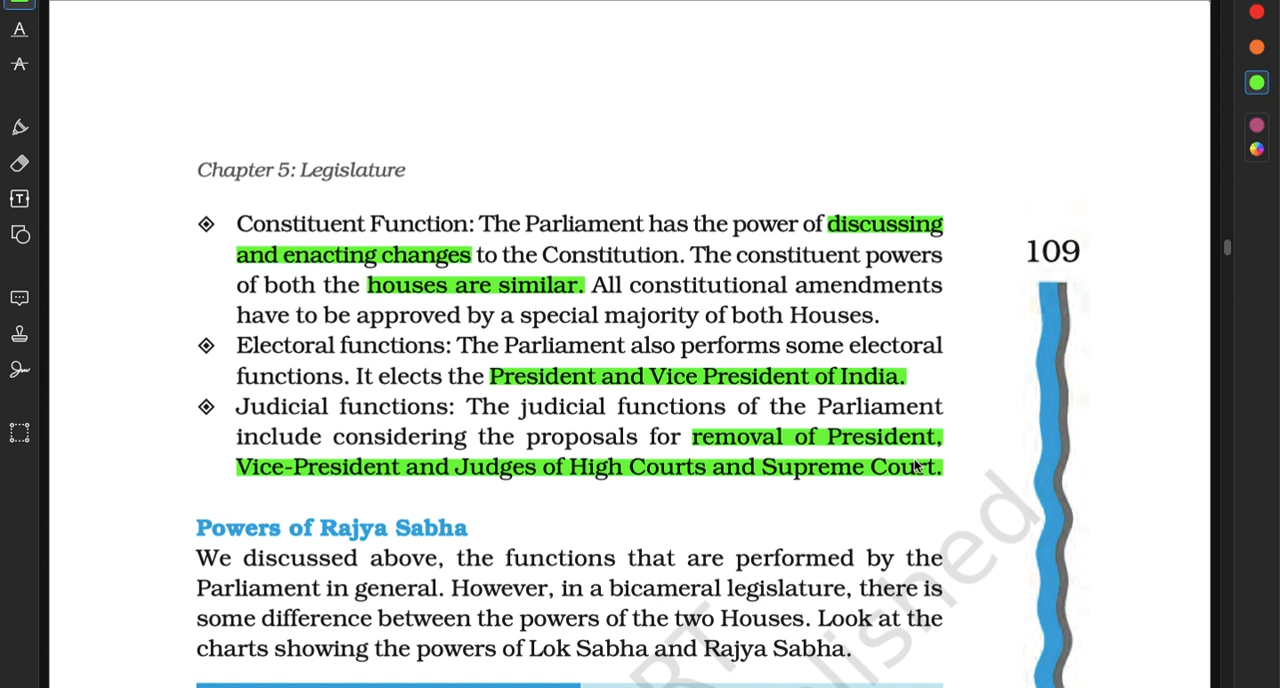 Chapter 5: Legislature
Constituent Function: The Parliament has the power of discussing
and enacting changes to the Constitution. The constituent powers
of both the houses are similar. All constitutional amendments
have to be approved by a special majority of both Houses.
109
Electoral functions: The Parliament also performs some electoral
functions. It elects the President and Vice President of India.
Judicial functions: The judicial functions of the Parliament
include considering the proposals for removal of President,
Vice-President and Judges of High Courts and Supreme Court.
Powers of Rajya Sabha
We discussed above, the functions that are performed by the
Parliament in general. However, in a bicameral legislature, there is
some difference between the powers of the two Houses. Look at the
charts showing the powers of Lok Sabha and Rajya Sabha.